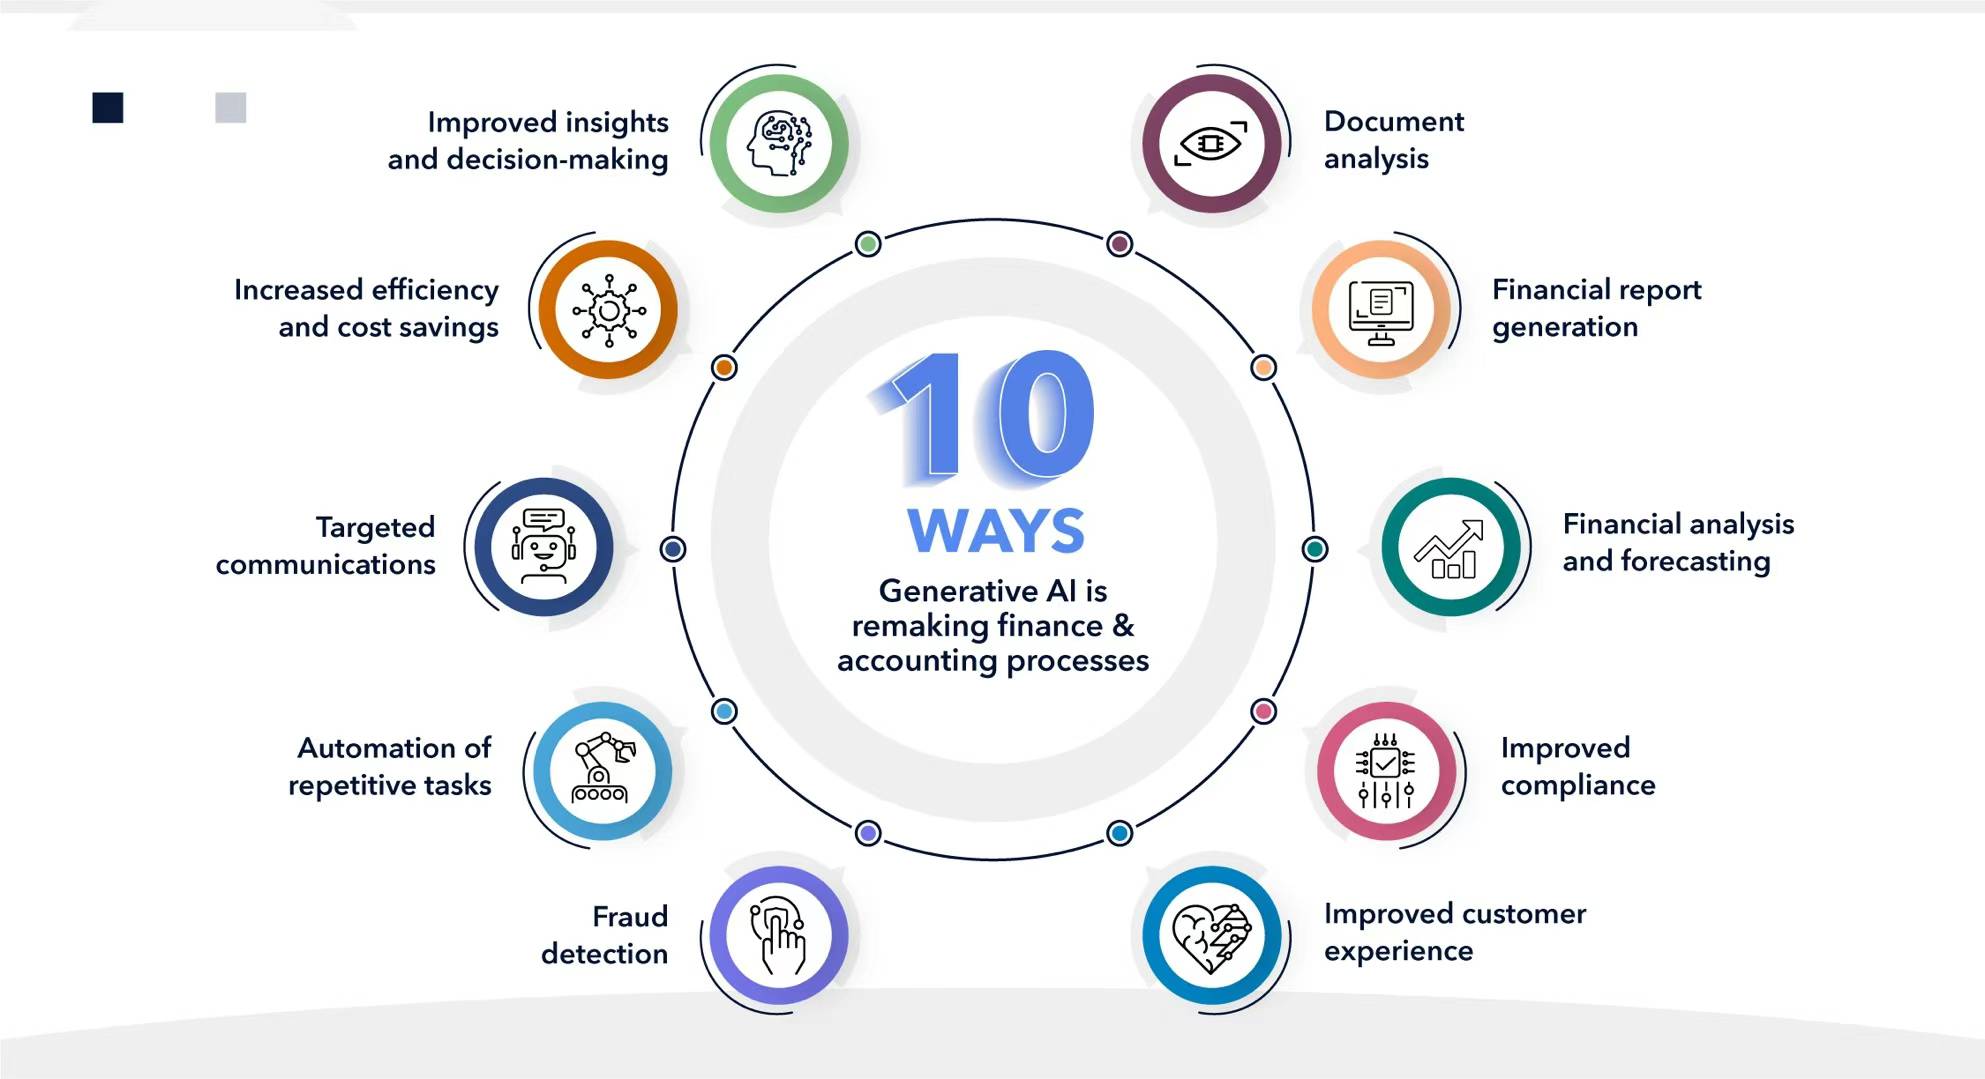 Improved insights
and decision-making
Document
analysis
Increased efficiency
and cost savings
Financial report
generation
10
WAYS
Generative AI is
remaking finance &
accounting processes
Targeted
communications
Financial analysis
and forecasting
Automation of
repetitive tasks
Improved
compliance
Fraud
detection
Improved customer
experience